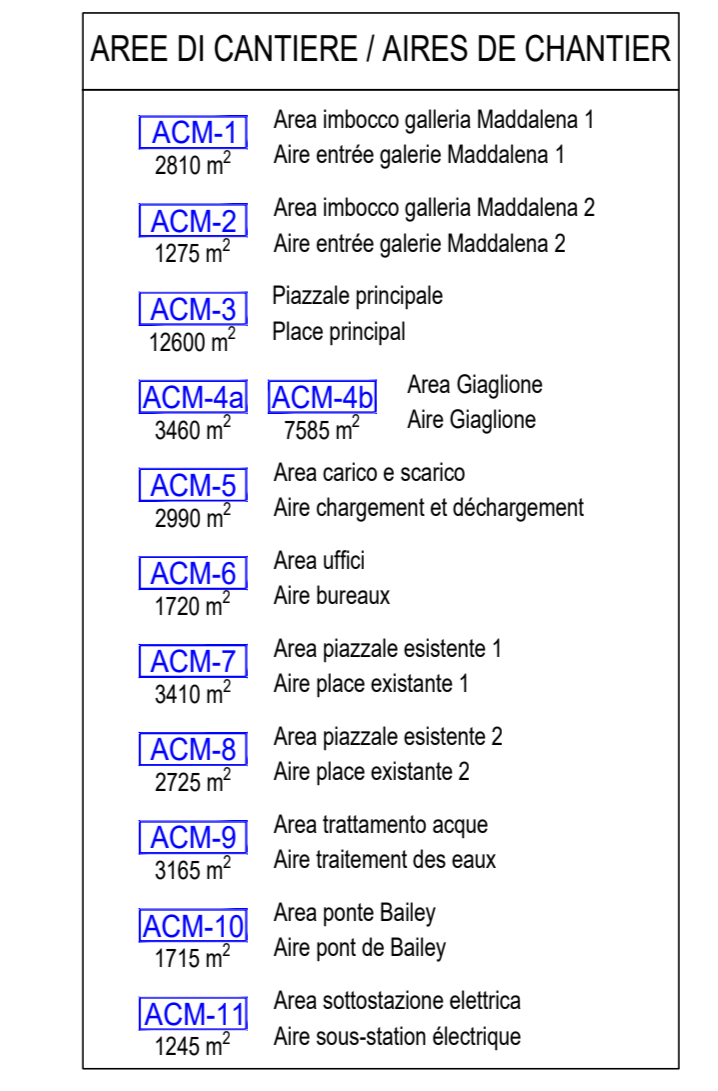 AREE DI CANTIERE / AIRES DE CHANTIER
ACM-1
2810 m²
Area imbocco galleria Maddalena 1
Aire entrée galerie Maddalena 1
ACM-2
1275 m²
Area imbocco galleria Maddalena 2
Aire entrée galerie Maddalena 2
ACM-3
12600 m²
Piazzale principale
Place principal
ACM-4a
3460 m²
ACM-4b
7585 m²
Area Giaglione
Aire Giaglione
ACM-5
2990 m²
Area carico e scarico
Aire chargement et déchargement
ACM-6
1720 m²
Area uffici
Aire bureaux
ACM-7
3410 m²
Area piazzale esistente 1
Aire place existante 1
ACM-8
2725 m²
Area piazzale esistente 2
Aire place existante 2
ACM-9
3165 m²
Area trattamento acque
Aire traitement des eaux
ACM-10
1715 m²
Area ponte Bailey
Aire pont de Bailey
ACM-11
1245 m²
Area sottostazione elettrica
Aire sous-station électrique